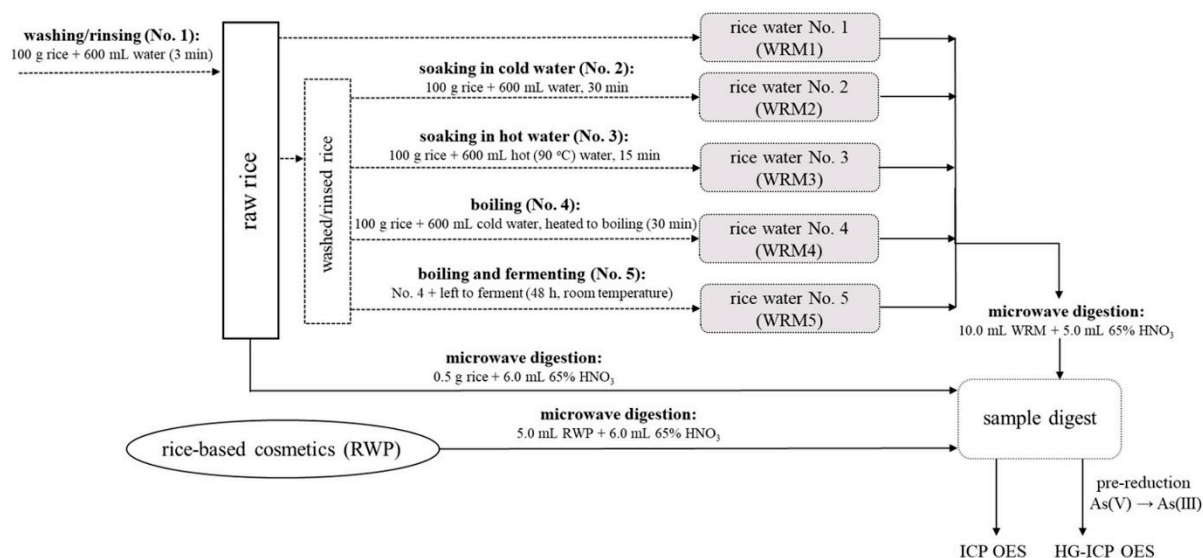 washing/rinsing (No. 1):
100 g rice + 600 mL water (3 min)
raw rice
washed/rinsed rice
rice water No. 1
(WRM1)
soaking in cold water (No. 2):
100 g rice + 600 mL water, 30 min
rice water No. 2
(WRM2)
soaking in hot water (No. 3):
100 g rice + 600 mL hot (90 °C) water, 15 min
rice water No. 3
(WRM3)
boiling (No. 4):
100 g rice + 600 mL cold water, heated to boiling (30 min)
rice water No. 4
(WRM4)
boiling and fermenting (No. 5):
No. 4 + left to ferment (48 h, room temperature)
rice water No. 5
(WRM5)
microwave digestion:
10.0 mL WRM + 5.0 mL 65% HNO₃
microwave digestion:
0.5 g rice + 6.0 mL 65% HNO₃
rice-based cosmetics (RWP)
microwave digestion:
5.0 mL RWP + 6.0 mL 65% HNO₃
sample digest
pre-reduction
As(V) → As(III)
ICP OES
HG-ICP OES